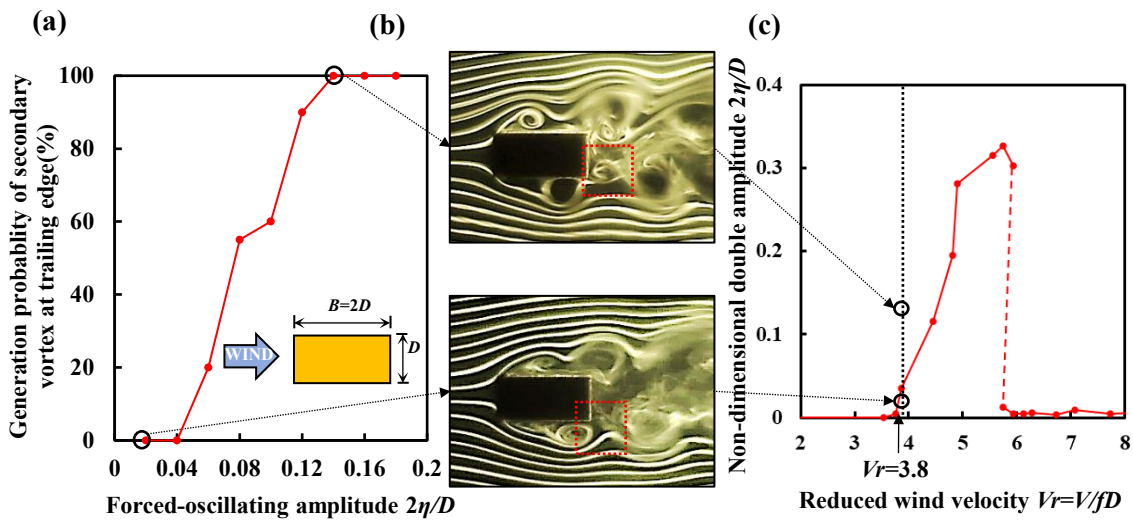 (a)
Generation probablity of secondary
vortex at trailing edge(%)
100
80
60
40
20
0
0
0.04
0.08
0.12
0.16
0.2
Forced-oscillating amplitude 2η/D
WIND
B=2D
D
(b)
(c)
Non-dimensional double amplitude 2η/D
0.4
0.3
0.2
0.1
0
2
3
4
5
6
7
8
Vr=3.8
Reduced wind velocity Vr=V/fD